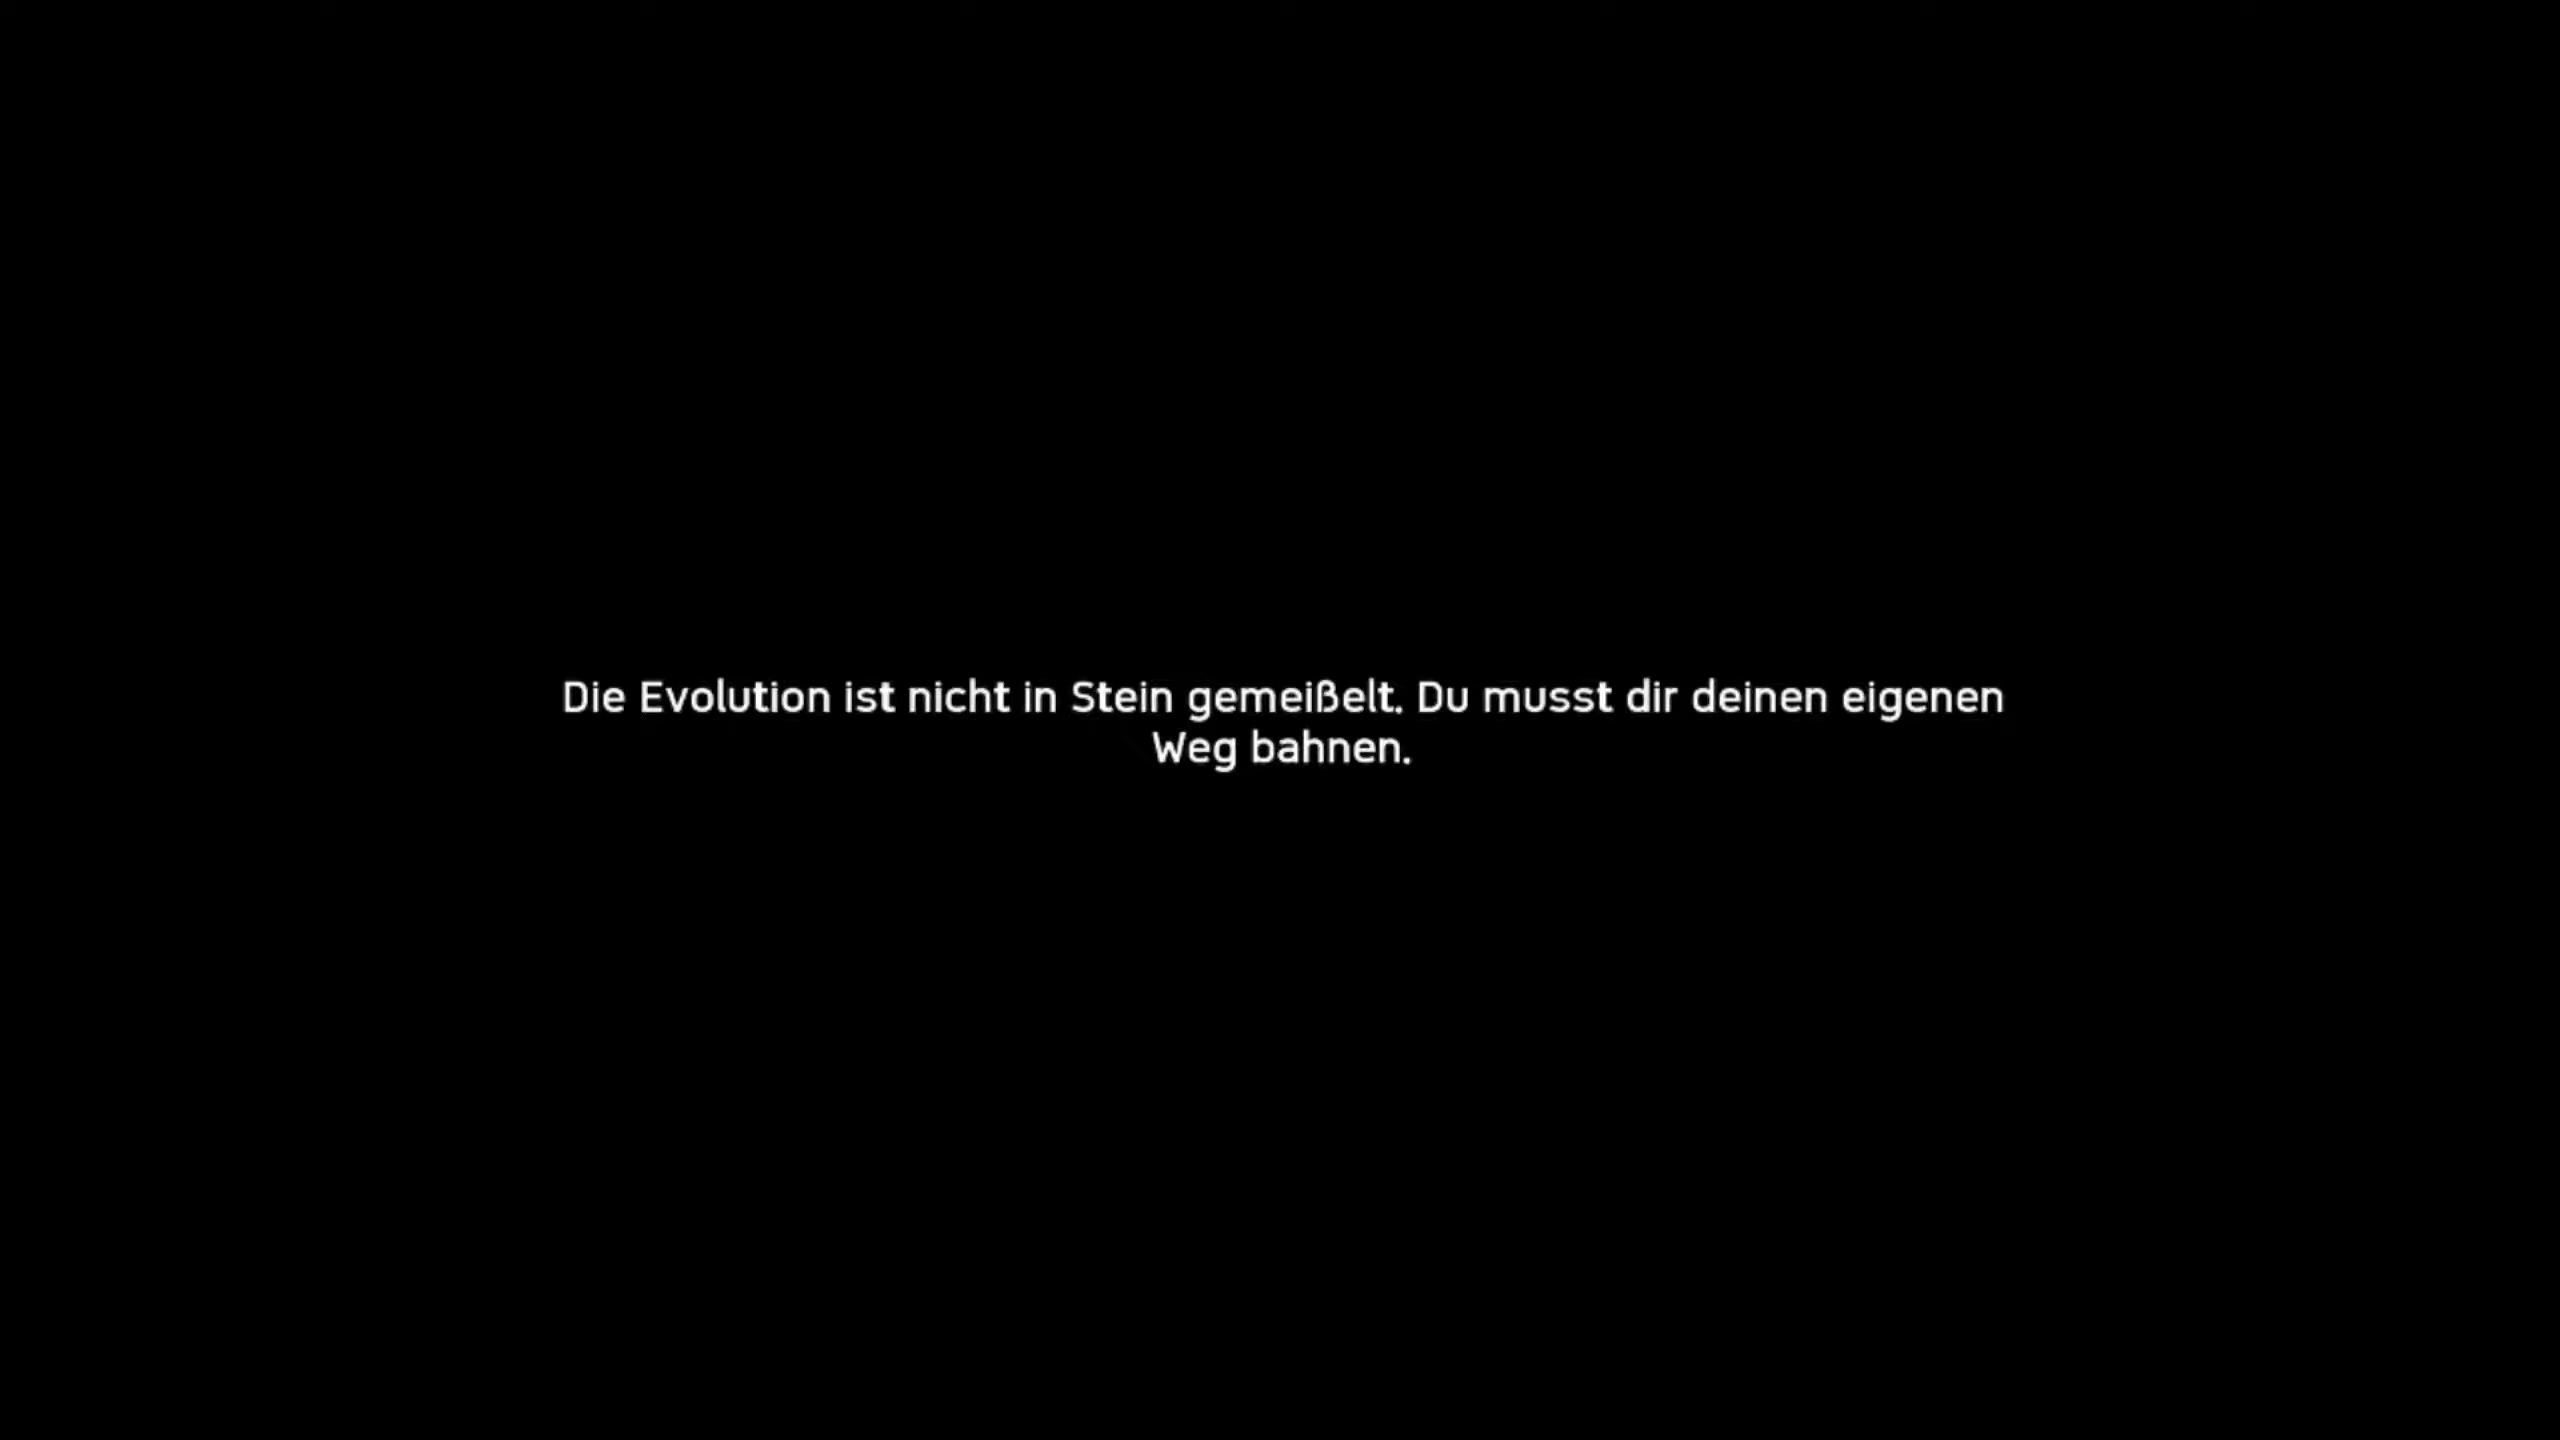 Die Evolution ist nicht in Stein gemeißelt. Du musst dir deinen eigenen
Weg bahnen.